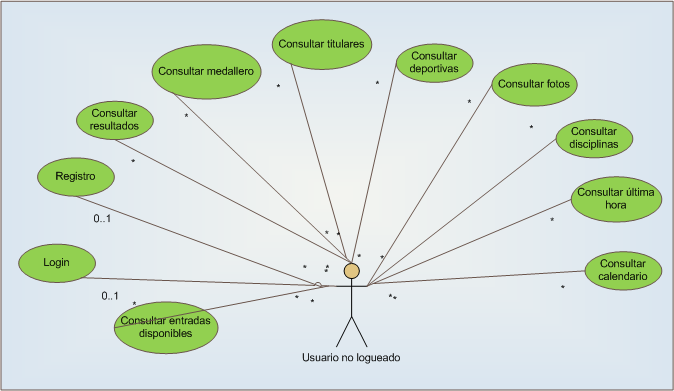 Consultar titulares
Consultar
deportivas
Consultar medallero
Consultar fotos
*
*
*
Consultar
resultados
*
*
Consultar
disciplinas
*
Registro
Consultar última
hora
0..1
*
*
*
Login
*
*
*
*
*
Consultar
calendario
0..1
*
*
*
*
*
*
Consultar entradas
disponibles
Usuario no logueado